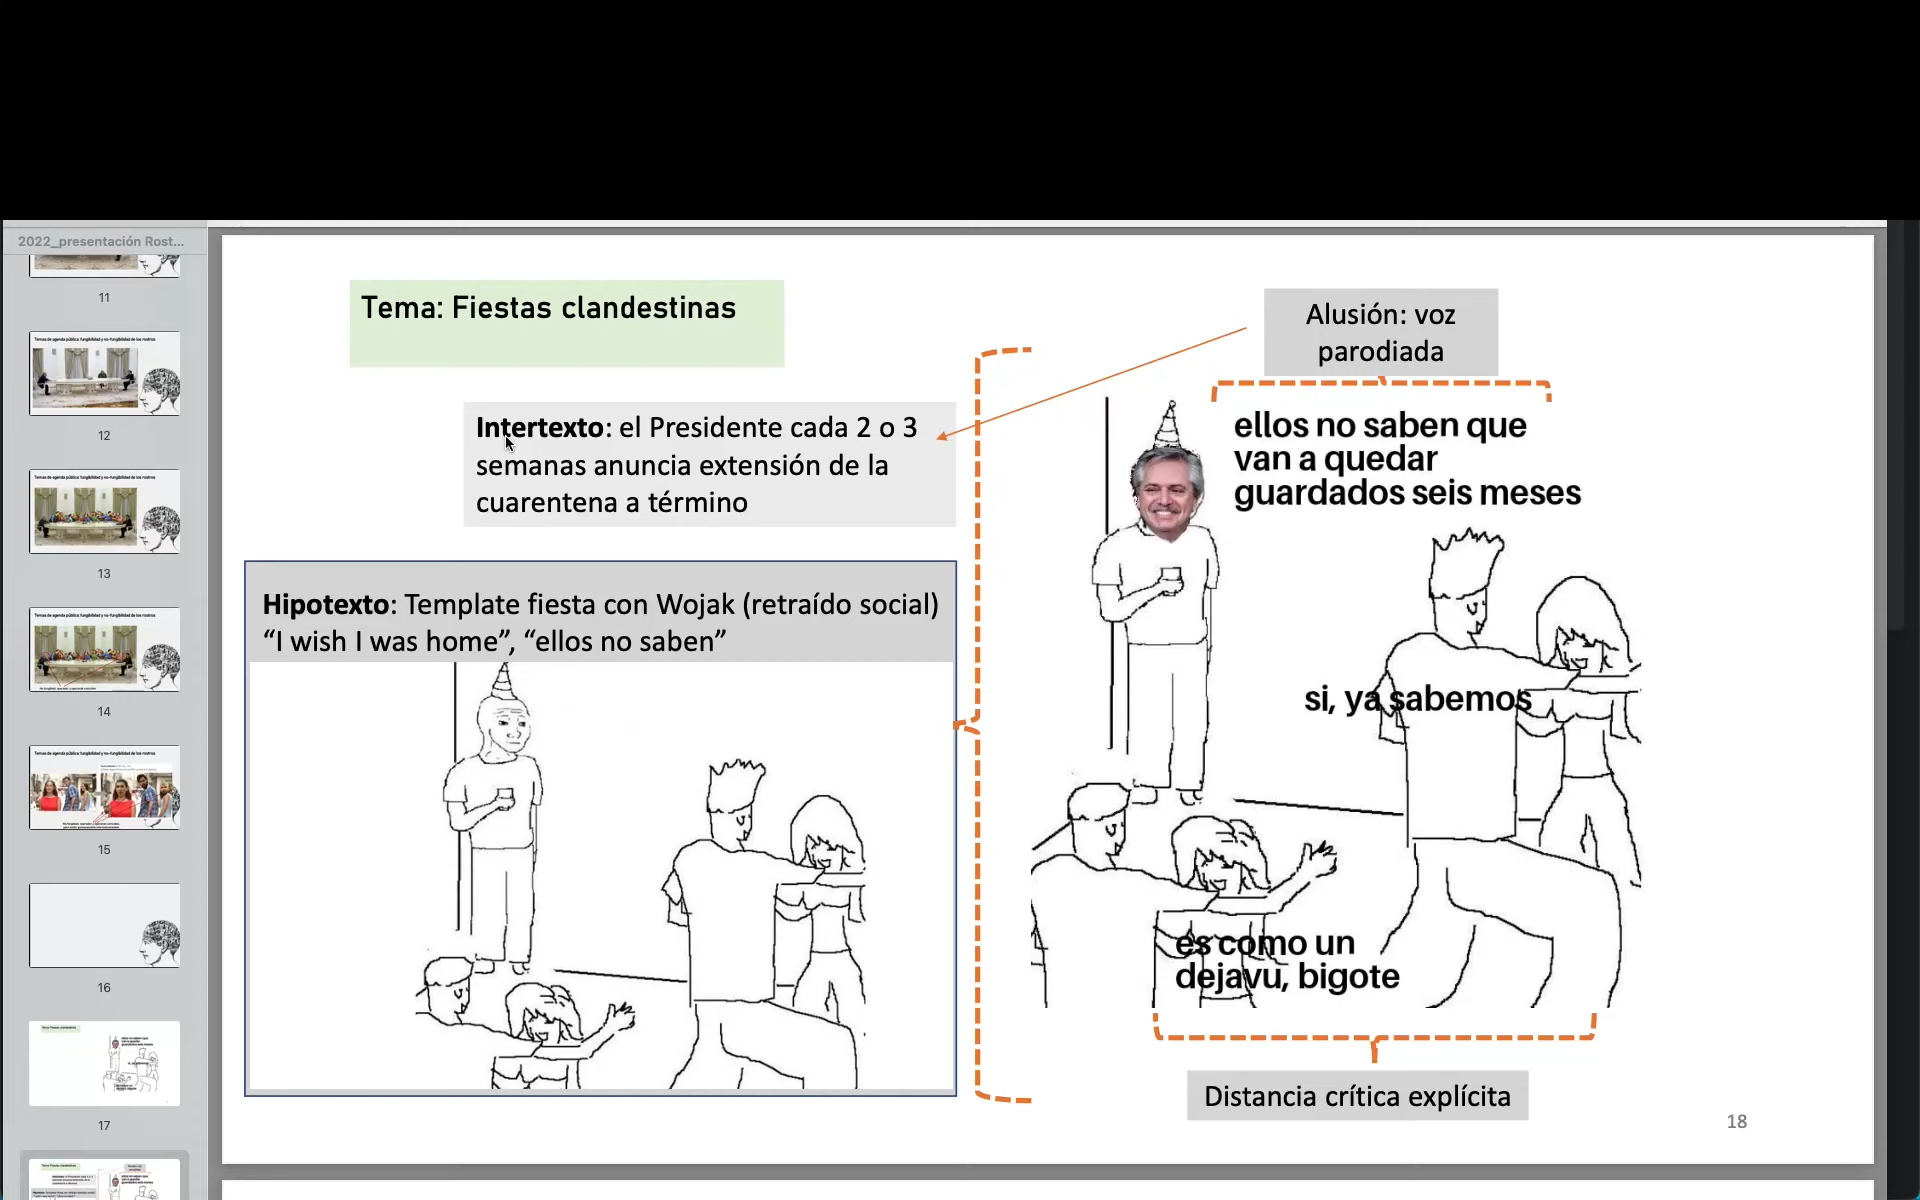 2022_presentación Rost...
11
12
13
14
15
16
17
Tema: Fiestas clandestinas
Intertexto: el Presidente cada 2 o 3
semanas anuncia extensión de la
cuarentena a término
Hipotexto: Template fiesta con Wojak (retraído social)
“I wish I was home”, “ellos no saben”
Alusión: voz
parodiada
ellos no saben que
van a quedar
guardados seis meses
si, ya sabemos
es como un
dejavu, bigote
Distancia crítica explícita
18